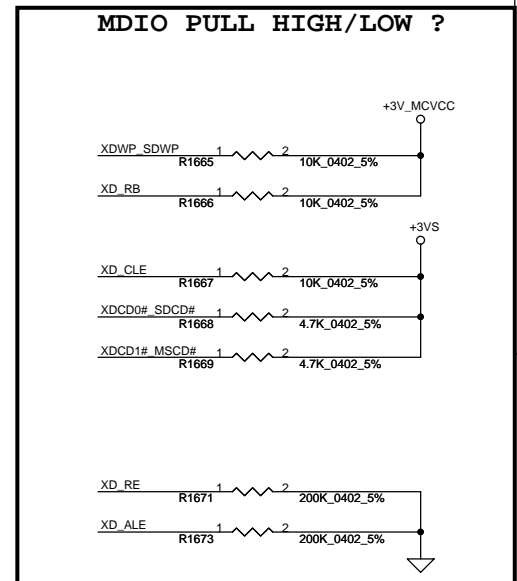 MDIO PULL HIGH/LOW ?
+3V_MCVCC
XDWP_SDWP 1 2
R1665 10K_0402_5%
XD_RB 1 2
R1666 10K_0402_5%
+3VS
XD_CLE 1 2
R1667 10K_0402_5%
XDCD0#_SDCD# 1 2
R1668 4.7K_0402_5%
XDCD1#_MSCD# 1 2
R1669 4.7K_0402_5%
XD_RE 1 2
R1671 200K_0402_5%
XD_ALE 1 2
R1673 200K_0402_5%